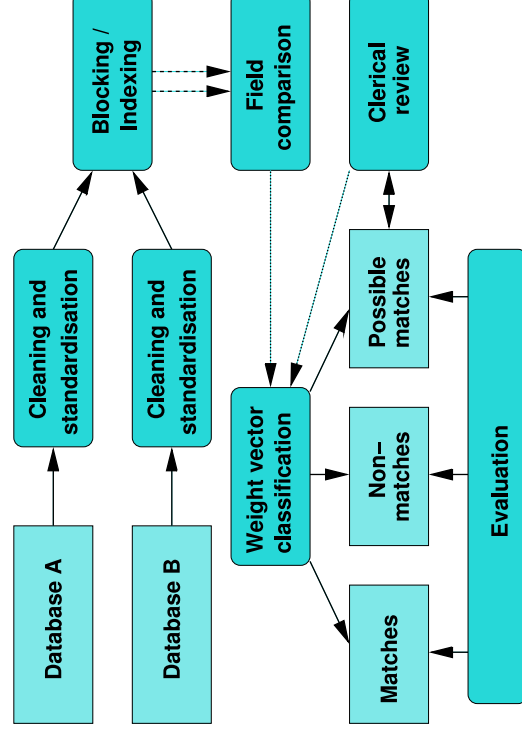 Database A
Cleaning and
standardisation
Blocking /
Indexing
Database B
Cleaning and
standardisation
Weight vector
classification
Field
comparison
Matches
Non−
matches
Possible
matches
Clerical
review
Evaluation